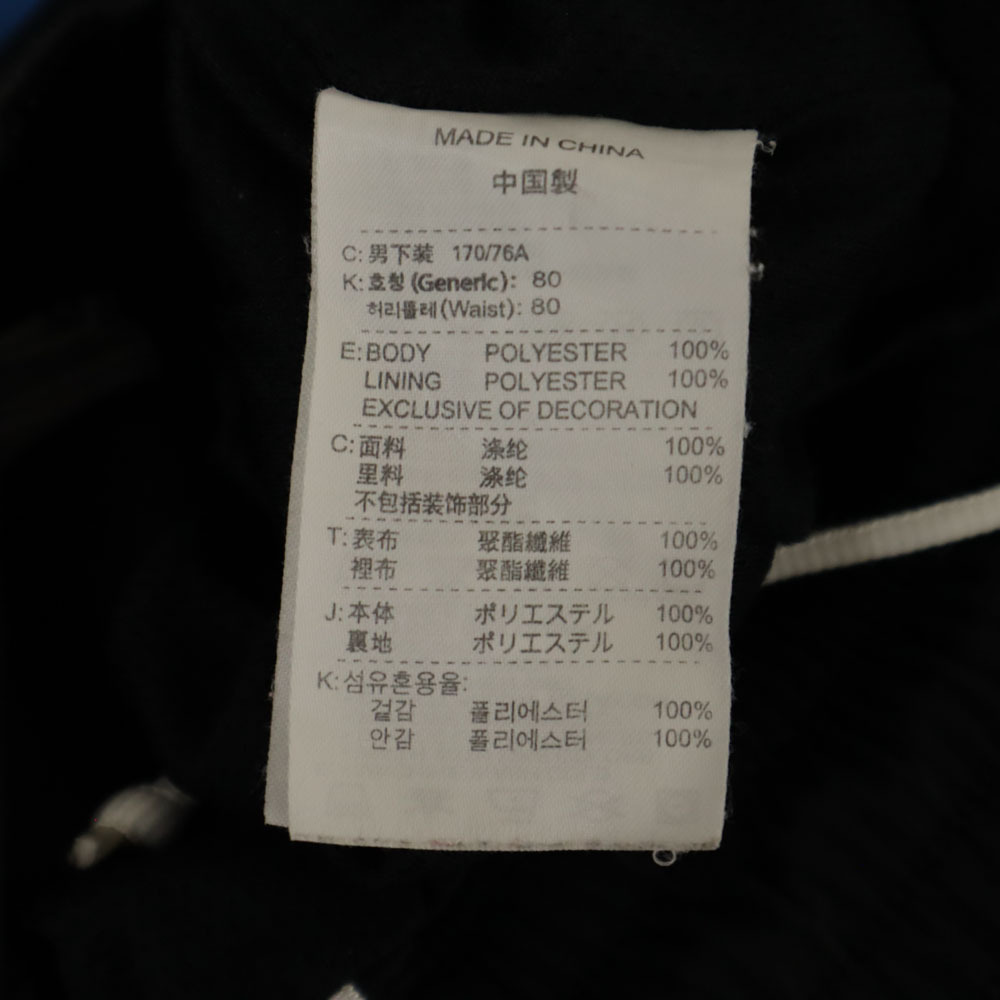 MADE IN CHINA
中国製
C: 男下装 170/76A
K: 호칭 (Generic): 80
허리둘레 (Waist): 80
E: BODY POLYESTER 100%
LINING POLYESTER 100%
EXCLUSIVE OF DECORATION
C: 面料 涤纶 100%
里料 涤纶 100%
不包括装饰部分
T: 表布 聚酯纖維 100%
裡布 聚酯纖維 100%
J: 本体 ポリエステル 100%
裏地 ポリエステル 100%
K: 섬유혼용율:
겉감 폴리에스터 100%
안감 폴리에스터 100%